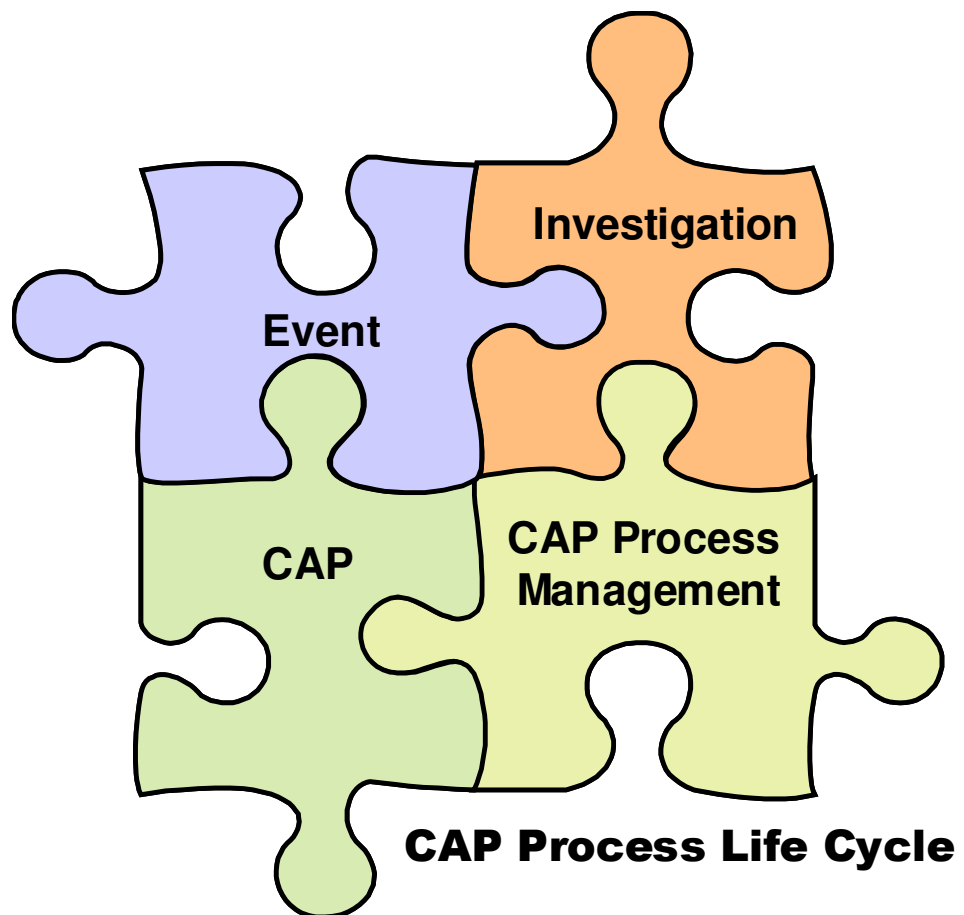 Investigation
Event
CAP
CAP Process
Management
CAP Process Life Cycle